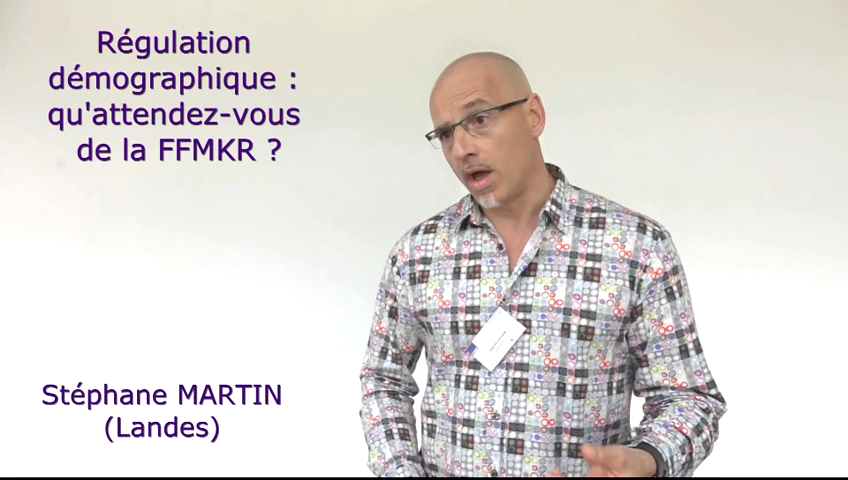 Régulation
démographique :
qu'attendez-vous
de la FFMKR ?
Stéphane MARTIN
(Landes)